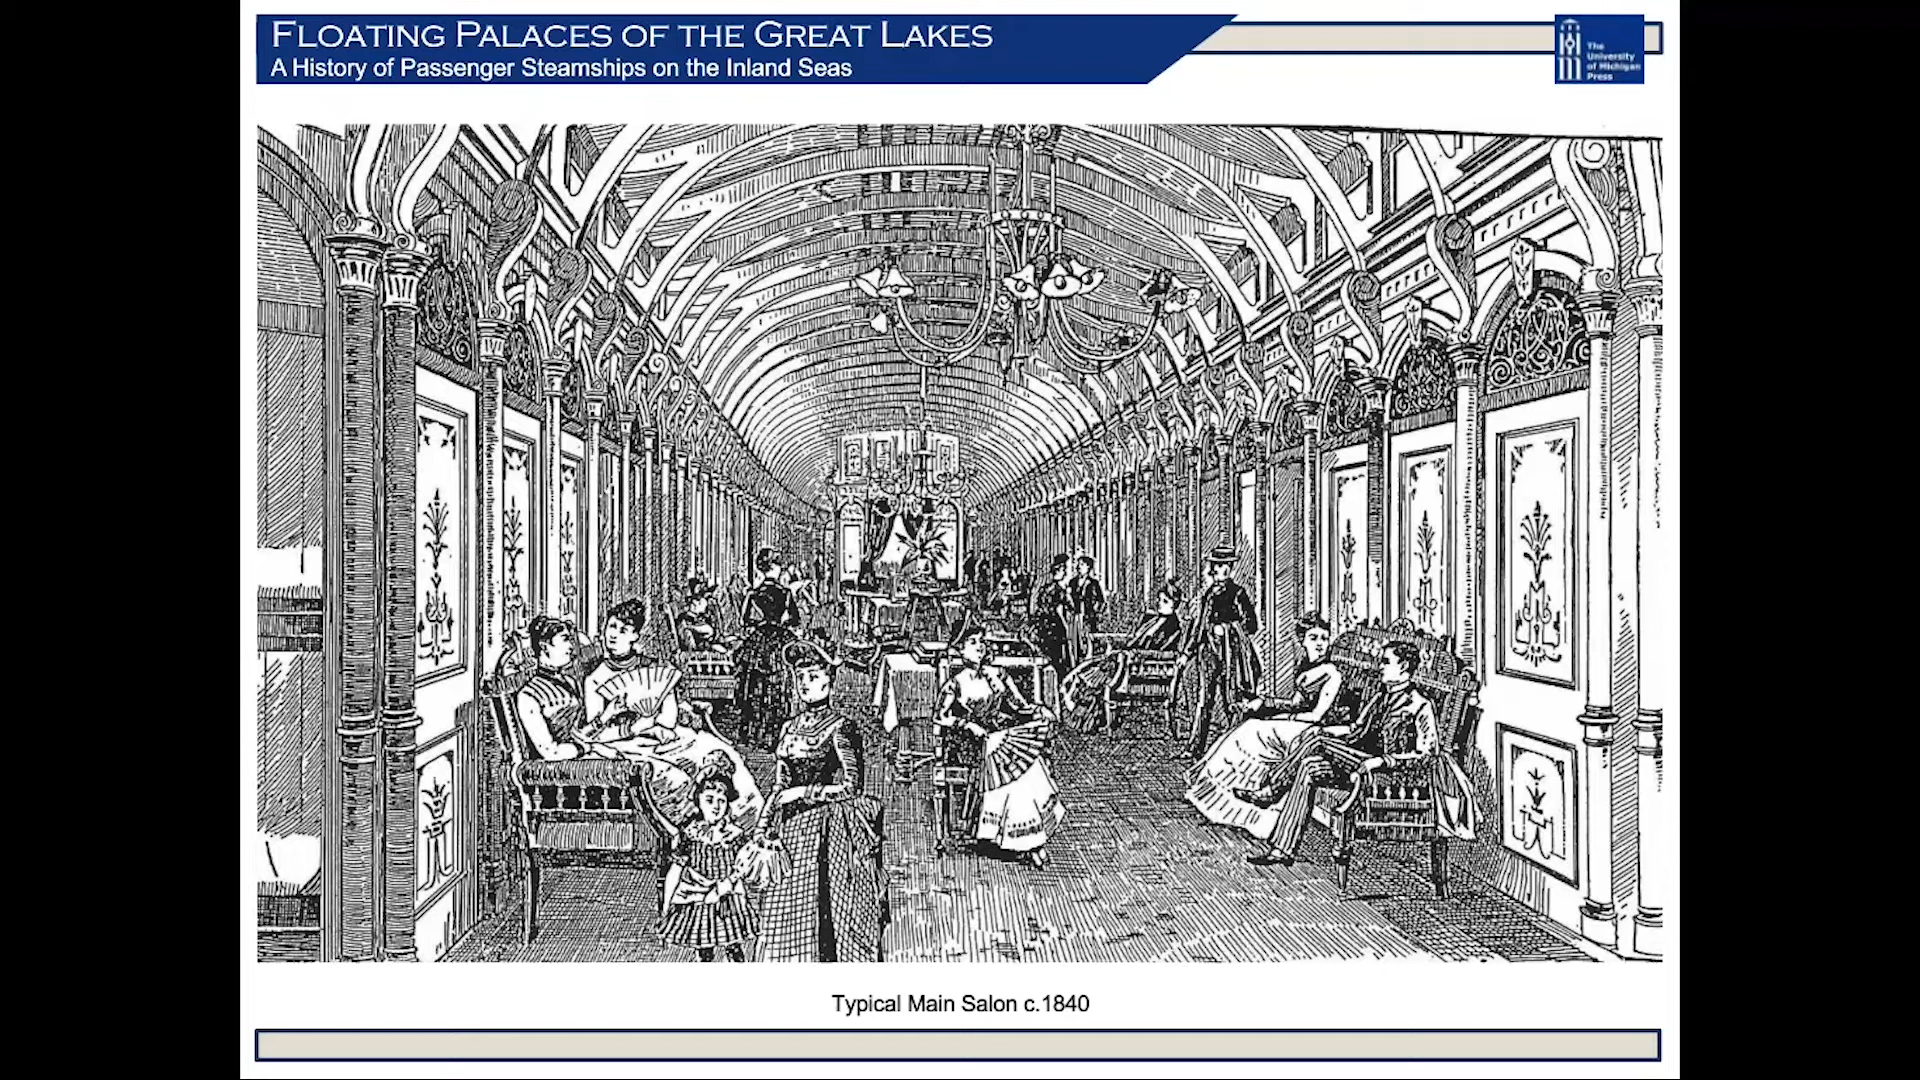 FLOATING PALACES OF THE GREAT LAKES
A History of Passenger Steamships on the Inland Seas
The
University
of Michigan
Press
Typical Main Salon c.1840